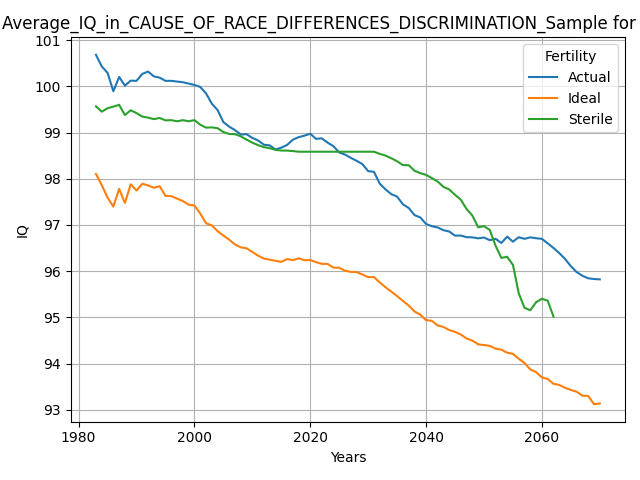 Average_IQ_in_CAUSE_OF_RACE_DIFFERENCES_DISCRIMINATION_Sample for
101
100
99
98
97
96
95
94
93
IQ
Fertility
Actual
Ideal
Sterile
1980
2000
2020
2040
2060
Years